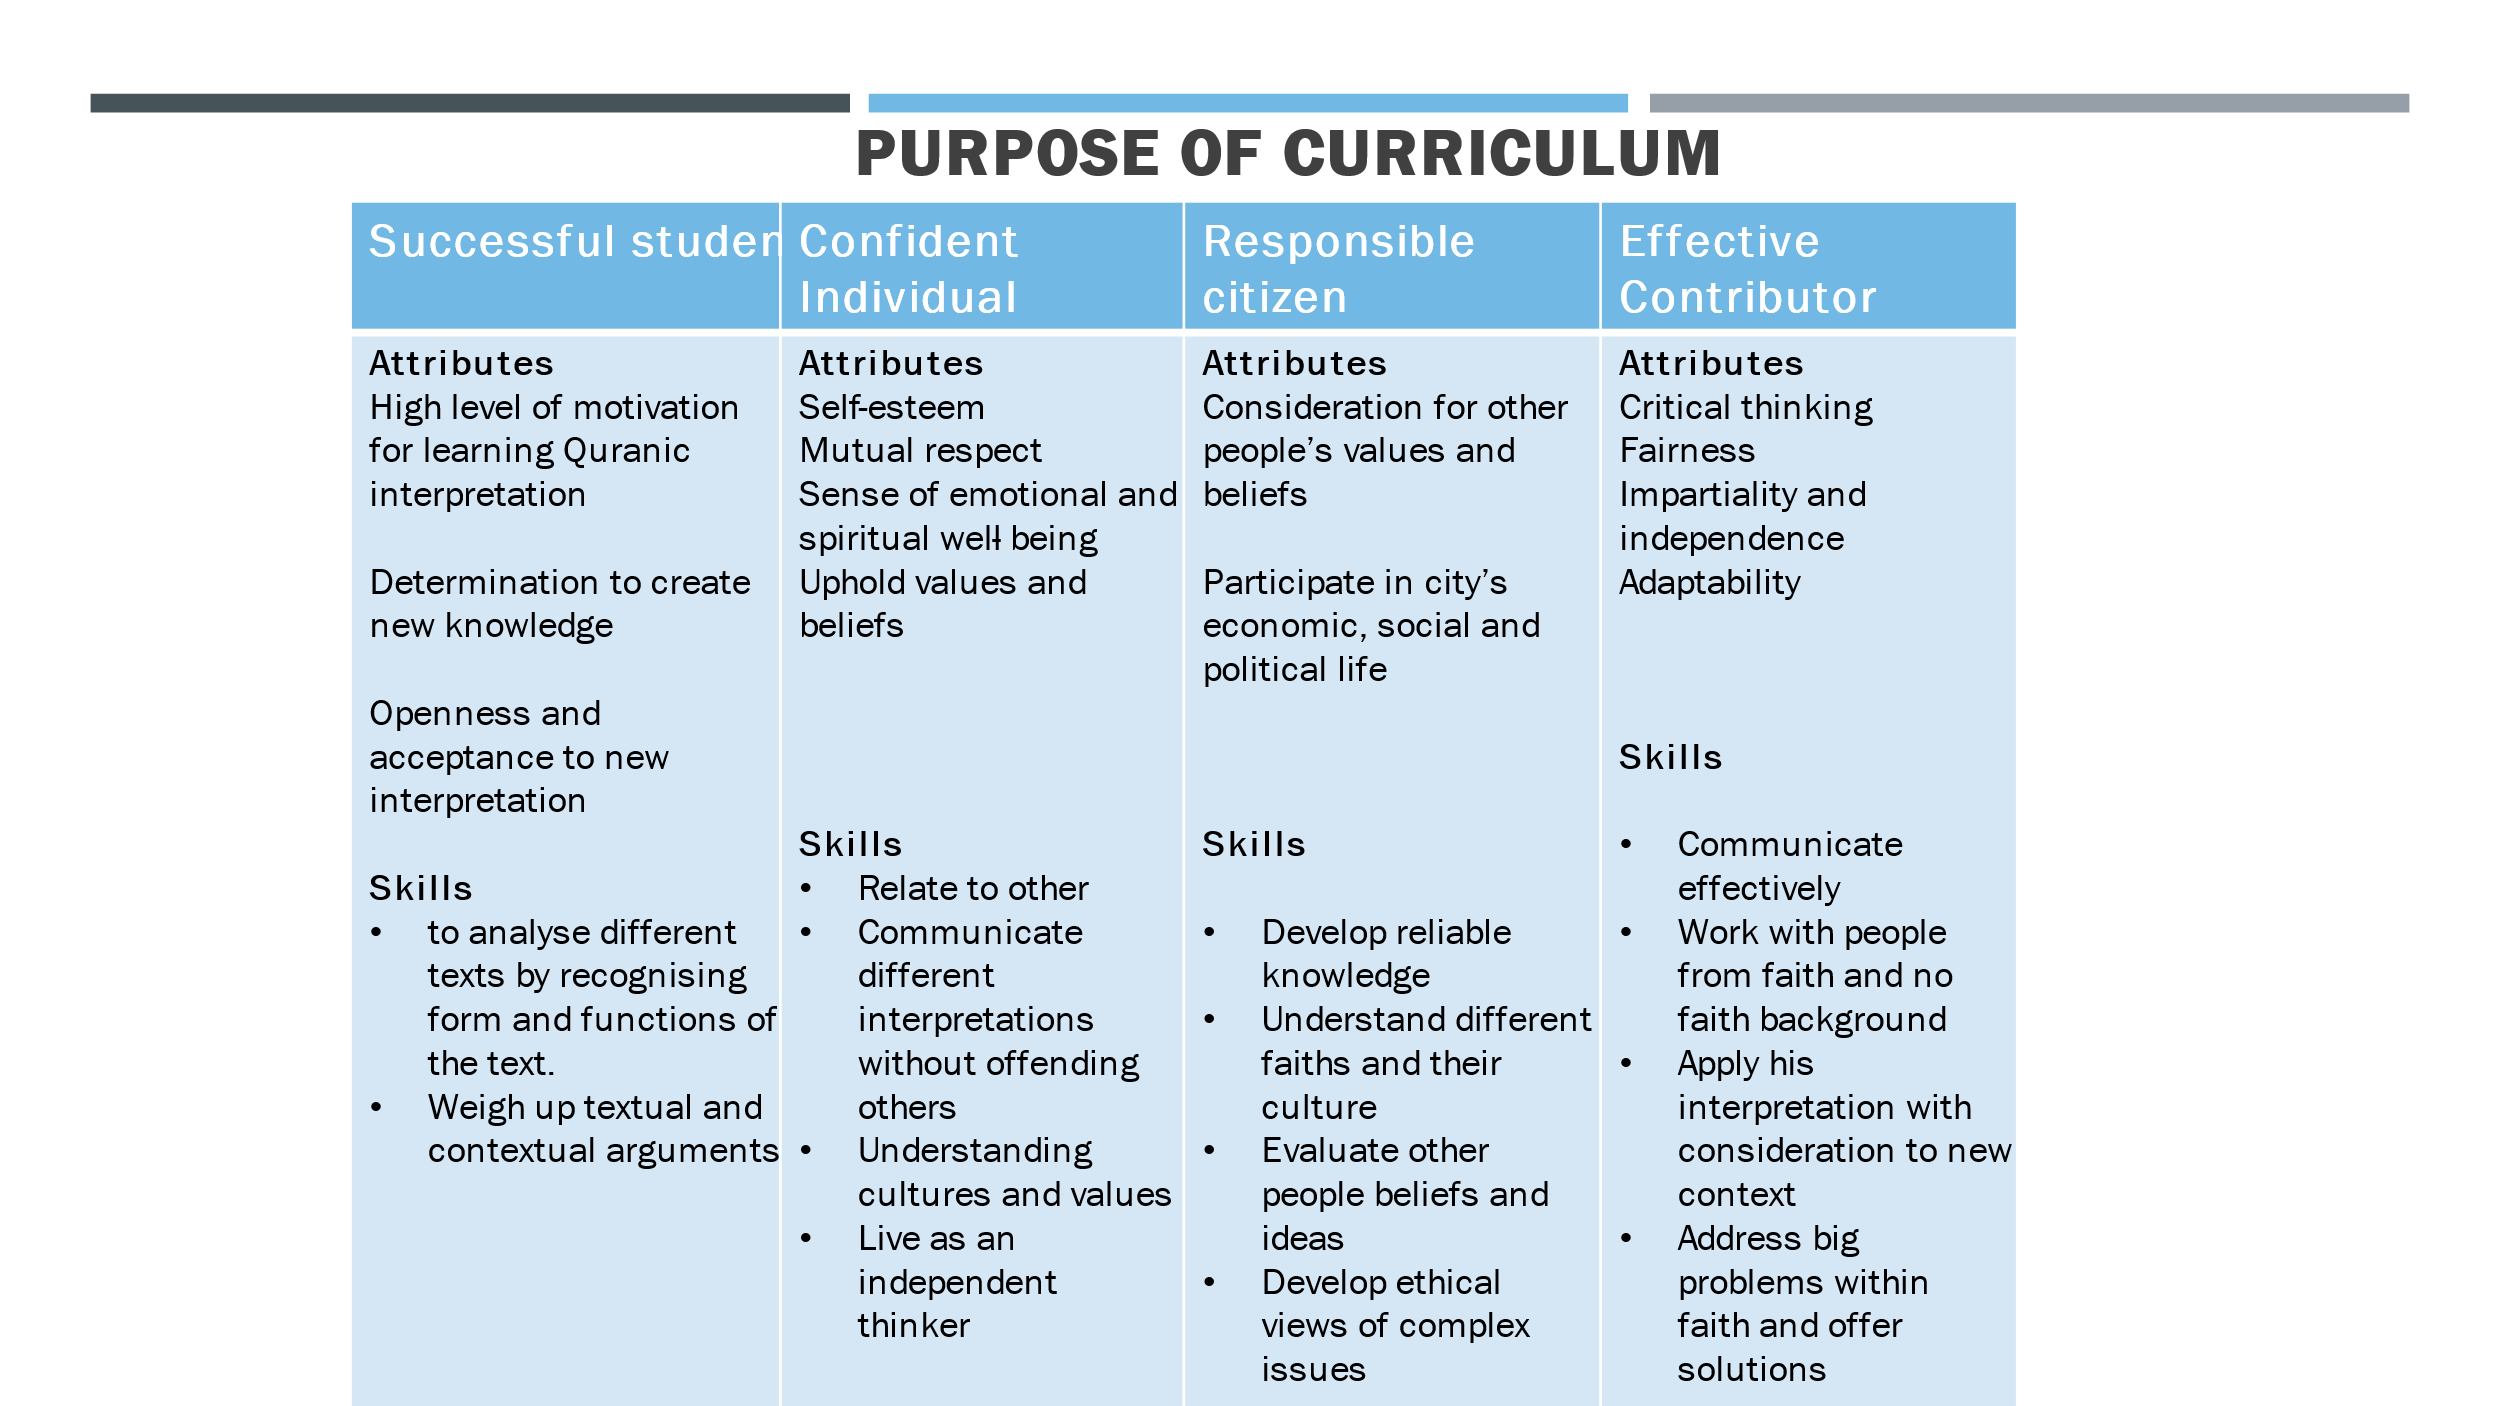 PURPOSE OF CURRICULUM
Successful studen
Confident
Individual
Responsible
citizen
Effective
Contributor
Attributes
High level of motivation
for learning Quranic
interpretation
Determination to create
new knowledge
Openness and
acceptance to new
interpretation
Skills
• to analyse different
texts by recognising
form and functions of
the text.
• Weigh up textual and
contextual arguments
Attributes
Self-esteem
Mutual respect
Sense of emotional and
spiritual well- being
Uphold values and
beliefs
Skills
• Relate to other
• Communicate
different
interpretations
without offending
others
• Understanding
cultures and values
• Live as an
independent
thinker
Attributes
Consideration for other
people’s values and
beliefs
Participate in city’s
economic, social and
political life
Skills
• Develop reliable
knowledge
• Understand different
faiths and their
culture
• Evaluate other
people beliefs and
ideas
• Develop ethical
views of complex
issues
Attributes
Critical thinking
Fairness
Impartiality and
independence
Adaptability
Skills
• Communicate
effectively
• Work with people
from faith and no
faith background
• Apply his
interpretation with
consideration to new
context
• Address big
problems within
faith and offer
solutions